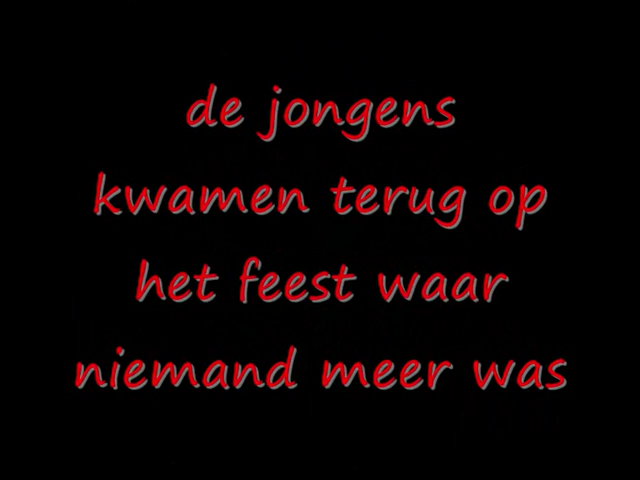 de jongens
kwamen terug op
het feest waar
niemand meer was